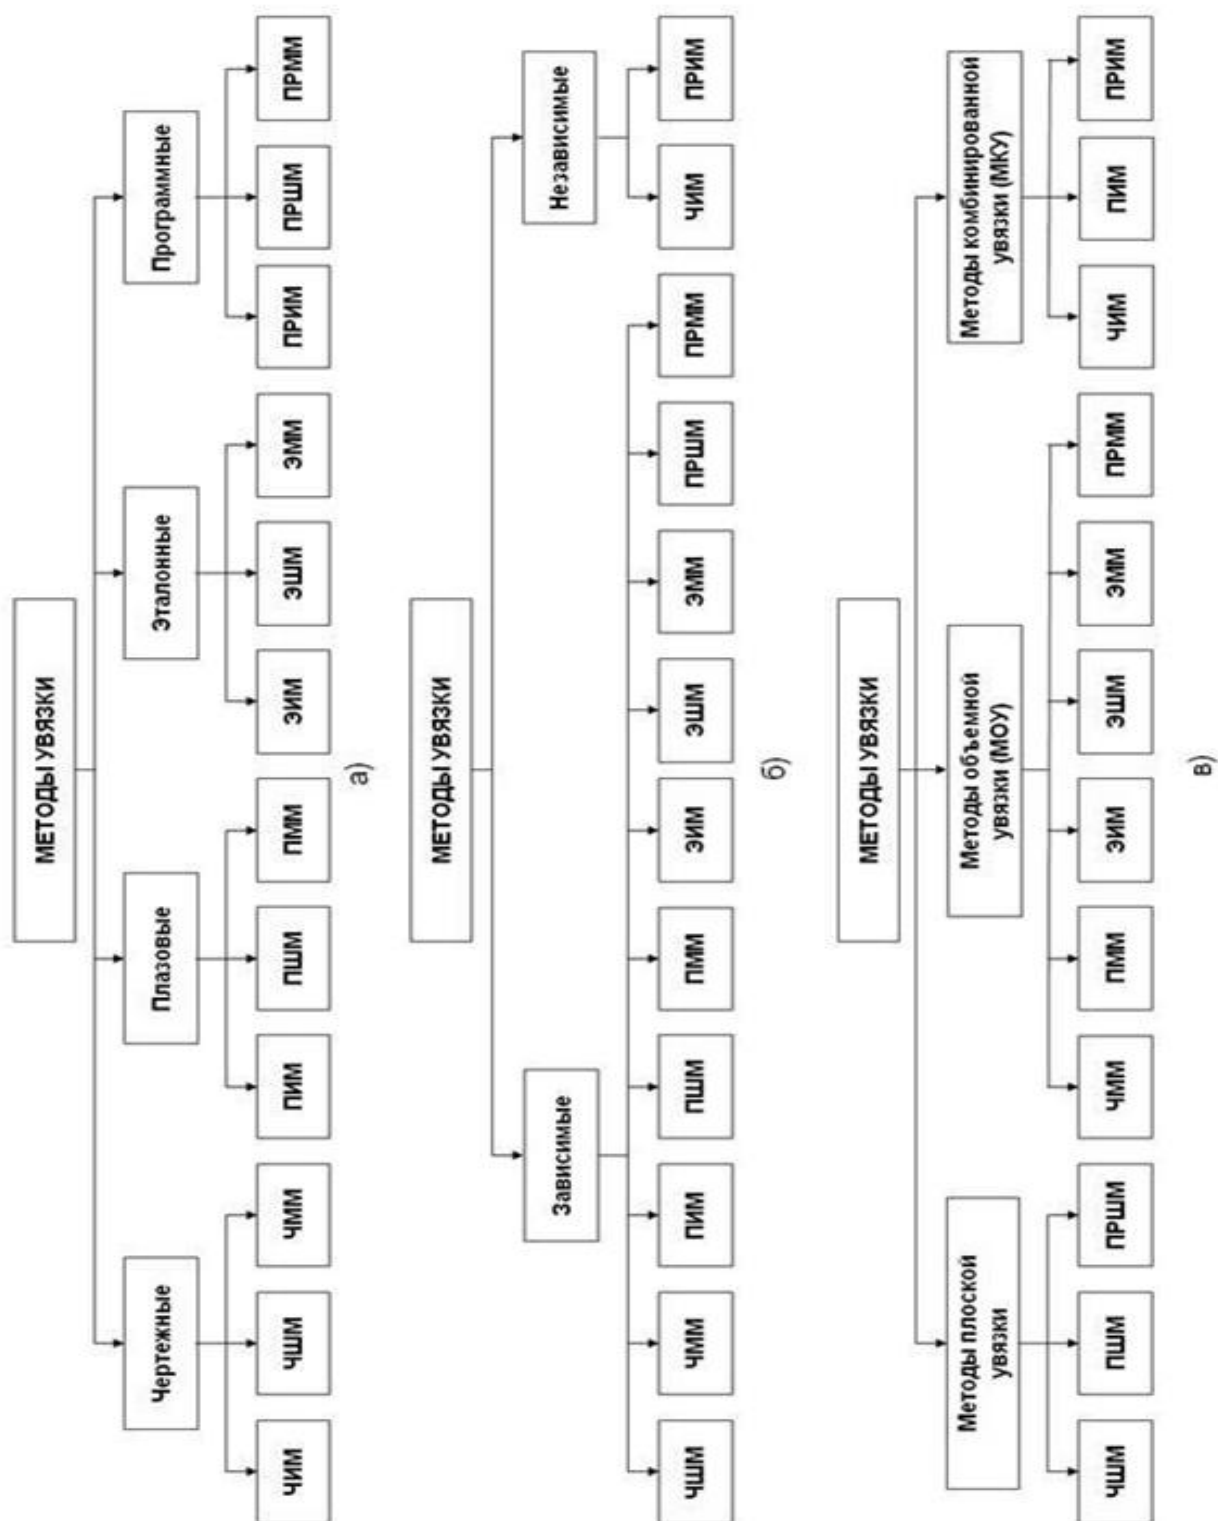 МЕТОДЫ УВЯЗКИ
Чертежные
Плазовые
Эталонные
Программные
ЧИМ
ЧШМ
ЧММ
ПИМ
ПШМ
ПММ
ЭИМ
ЭШМ
ЭММ
ПРИМ
ПРШМ
ПРММ
а)
МЕТОДЫ УВЯЗКИ
Зависимые
Независимые
ЧШМ
ЧММ
ПИМ
ПШМ
ПММ
ЭИМ
ЭШМ
ЭММ
ПРШМ
ПРММ
ЧИМ
ПРИМ
б)
МЕТОДЫ УВЯЗКИ
Методы плоской
увязки
Методы объемной
увязки (МОУ)
Методы комбинированной
увязки (МКУ)
ЧШМ
ПШМ
ПРШМ
ЧММ
ПММ
ЭИМ
ЭШМ
ЭММ
ПРММ
ЧИМ
ПИМ
ПРИМ
в)